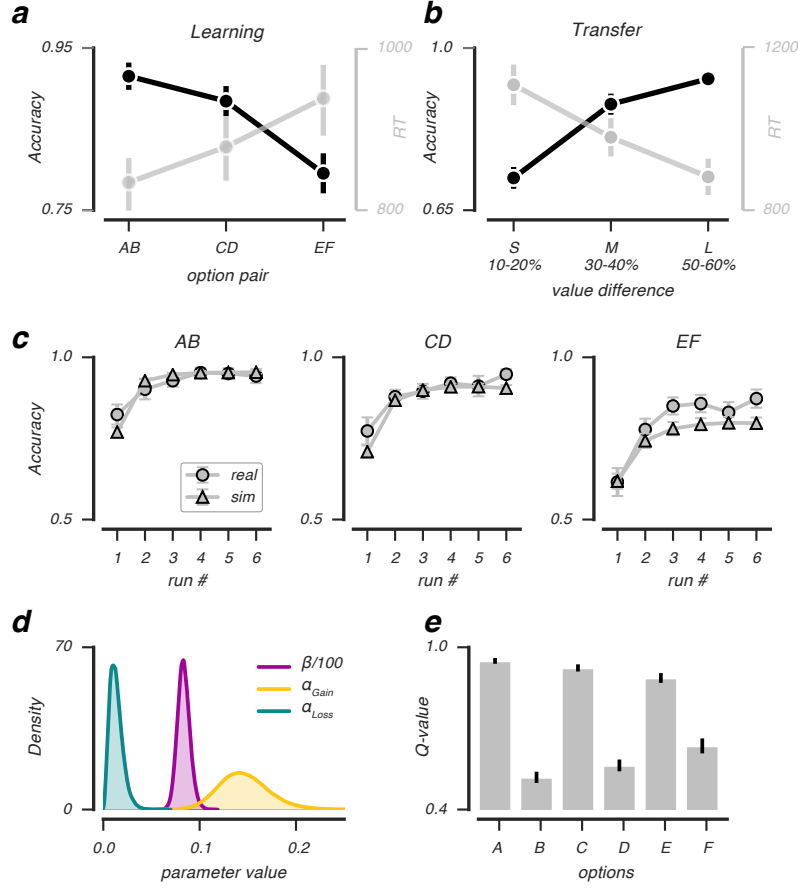 a
Learning
0.95
1000
Accuracy
RT
0.75
800
AB CD EF
option pair
b
Transfer
1.0
1200
Accuracy
RT
0.65
800
S M L
10-20% 30-40% 50-60%
value difference
c
AB
1.0
Accuracy
real
sim
0.5
1 2 3 4 5 6
run #
CD
1.0
0.5
1 2 3 4 5 6
run #
EF
1.0
0.5
1 2 3 4 5 6
run #
d
70
β/100
αGain
αLoss
Density
0
0.0 0.1 0.2
parameter value
e
1.0
Q-value
0.4
A B C D E F
options